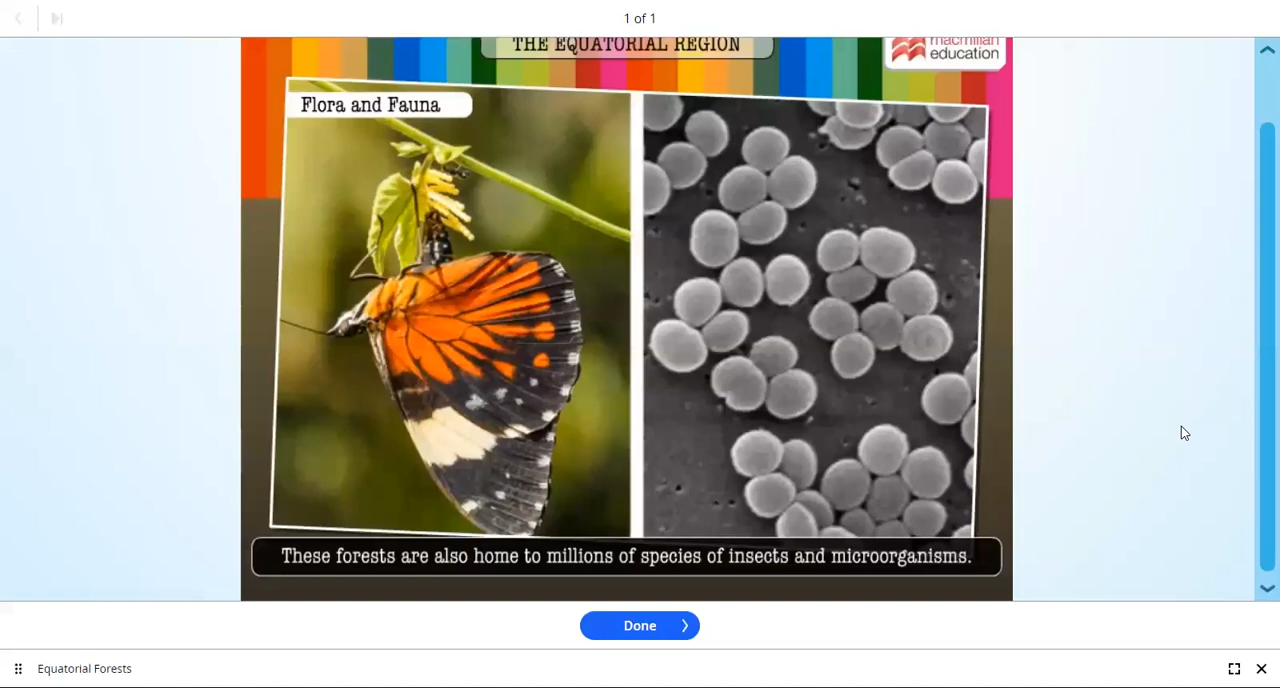 1 of 1
THE EQUATORIAL REGION
macmillan
education
Flora and Fauna
These forests are also home to millions of species of insects and microorganisms.
Done
Equatorial Forests